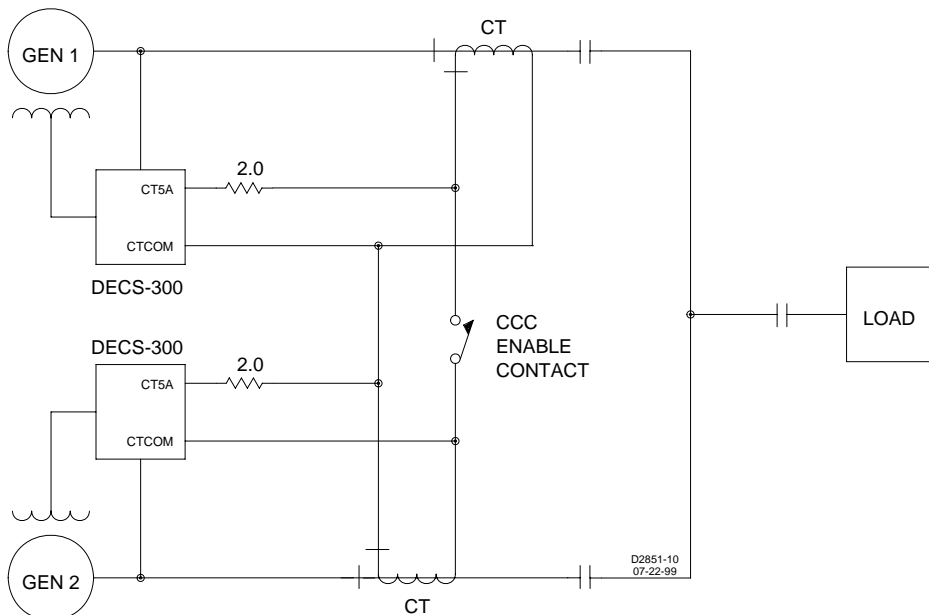 CT
GEN 1
2.0
CT5A
CTCOM
DECS-300
CCC
ENABLE
CONTACT
LOAD
DECS-300
2.0
CT5A
CTCOM
D2851-10
07-22-99
GEN 2
CT